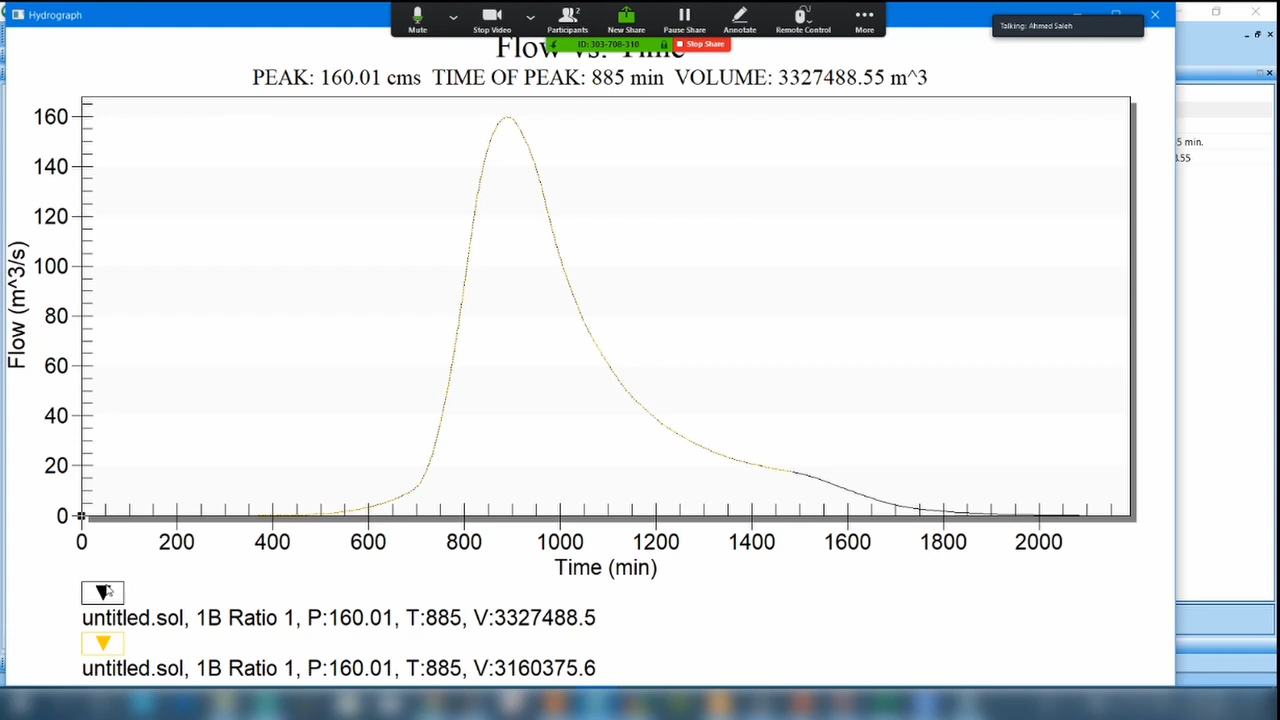 Hydrograph
2
Mute
Stop Video
Participants
New Share
Pause Share
Annotate
Remote Control
More
Talking: Ahmed Saleh
ID: 303-708-310
Stop Share
Flow vs. Time
PEAK: 160.01 cms TIME OF PEAK: 885 min VOLUME: 3327488.55 m^3
5 min.
3.55
Flow (m^3/s)
160
140
120
100
80
60
40
20
0
0 200 400 600 800 1000 1200 1400 1600 1800 2000
Time (min)
untitled.sol, 1B Ratio 1, P:160.01, T:885, V:3327488.5
untitled.sol, 1B Ratio 1, P:160.01, T:885, V:3160375.6